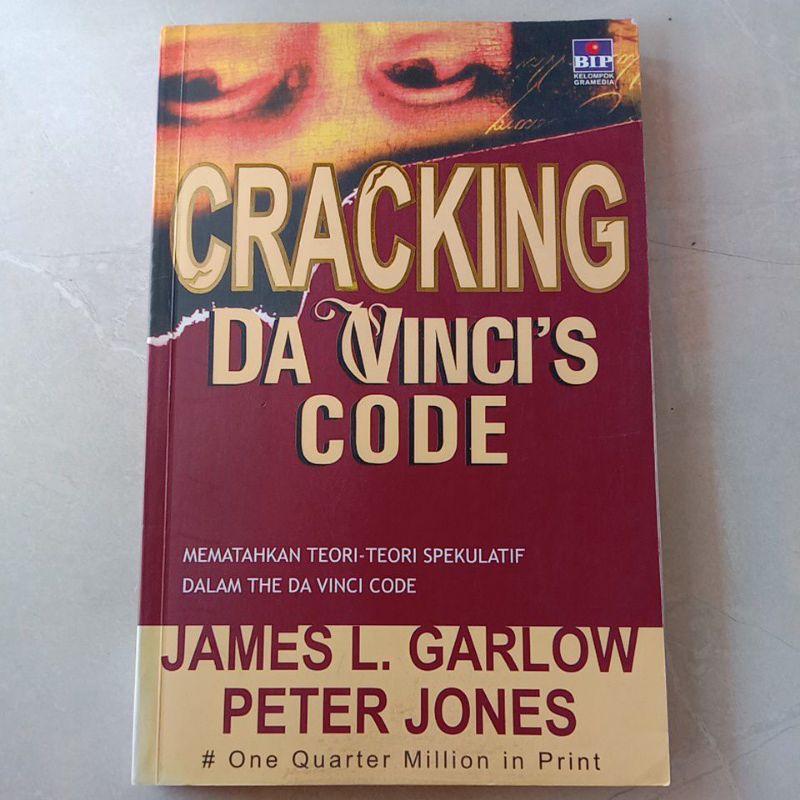 BIP
KELOMPOK
GRAMEDIA
CRACKING
DA VINCI'S
CODE
MEMATAHKAN TEORI-TEORI SPEKULATIF
DALAM THE DA VINCI CODE
JAMES L. GARLOW
PETER JONES
# One Quarter Million in Print